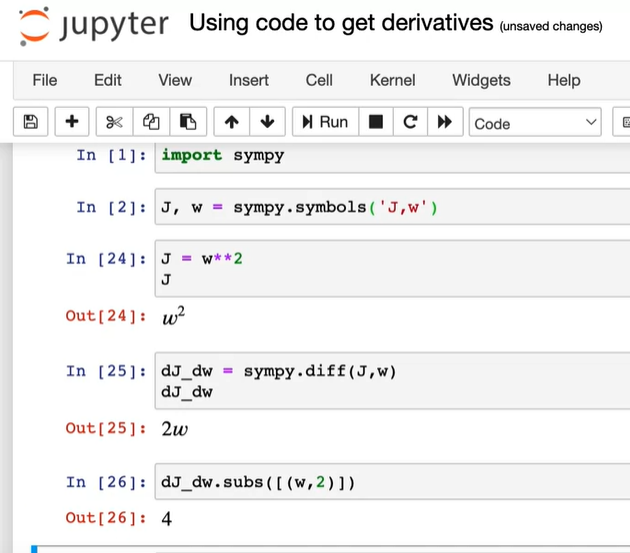 jupyter Using code to get derivatives (unsaved changes)
File Edit View Insert Cell Kernel Widgets Help
Run Code
In [1]: import sympy
In [2]: J, w = sympy.symbols('J,w')
In [24]: J = w**2
J
Out[24]: w²
In [25]: dJ_dw = sympy.diff(J,w)
dJ_dw
Out[25]: 2w
In [26]: dJ_dw.subs([(w,2)])
Out[26]: 4